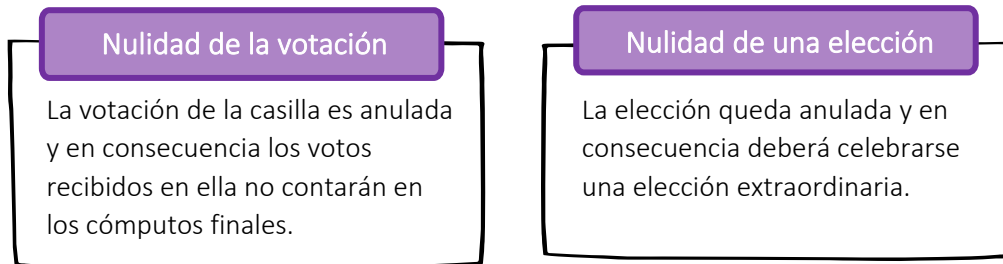 Nulidad de la votación
La votación de la casilla es anulada
y en consecuencia los votos
recibidos en ella no contarán en
los cómputos finales.
Nulidad de una elección
La elección queda anulada y en
consecuencia deberá celebrarse
una elección extraordinaria.